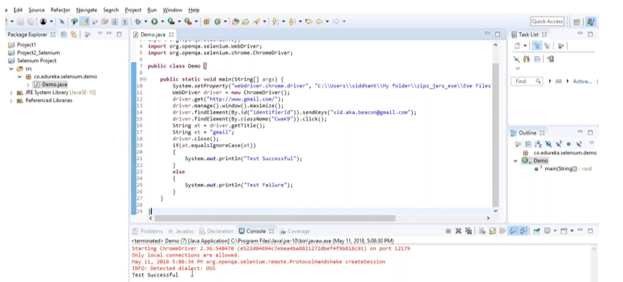 File Edit Source Refactor Navigate Search Project Run Window Help
Quick Access
Package Explorer
Project1
Project2_Selenium
Selenium Project
src
co.edureka.selenium.demo
Demo.java
JRE System Library [JavaSE-10]
Referenced Libraries
Demo.java
4 import org.openqa.selenium.WebDriver;
5 import org.openqa.selenium.chrome.ChromeDriver;
public class Demo {
public static void main(String[] args) {
System.setProperty("webdriver.chrome.driver", "C:\\Users\\siddhant\\My folder\\zips_jars_exe\\Exe Files
WebDriver driver = new ChromeDriver();
driver.get("http://www.gmail.com/");
driver.manage().window().maximize();
driver.findElement(By.id("identifierId")).sendKeys("sid.aka.beacon@gmail.com");
driver.findElement(By.className("CwaK9")).click();
String at = driver.getTitle();
String et = "gmail";
driver.close();
if(at.equalsIgnoreCase(et))
{
System.out.println("Test Successful");
}
else
{
System.out.println("Test Failure");
}
}
}
Task List
Find
All
Activa...
Outline
co.edureka.selenium.demo
Demo
main(String[]) : void
Problems Javadoc Declaration Console Coverage
<terminated> Demo (7) [Java Application] C:\Program Files\Java\jre-10\bin\javaw.exe (May 11, 2018, 5:08:30 PM)
Starting ChromeDriver 2.36.540470 on port 12179
Only local connections are allowed.
May 11, 2018 5:08:34 PM org.openqa.selenium.remote.ProtocolHandshake createSession
INFO: Detected dialect: OSS
Test Successful